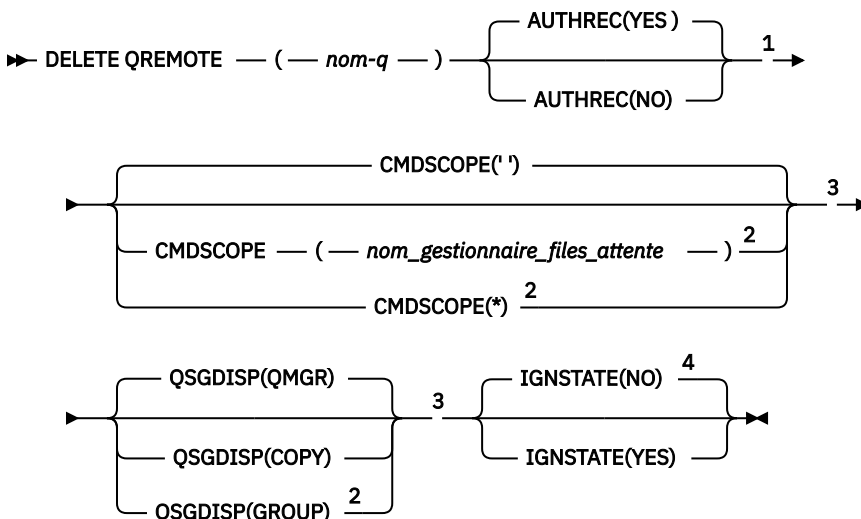 AUTHREC(YES )
DELETE QREMOTE ( nom-q ) 1
AUTHREC(NO)
CMDSCOPE(' ')
3
CMDSCOPE ( nom_gestionnaire_files_attente ) 2
CMDSCOPE(*) 2
QSGDISP(QMGR) IGNSTATE(NO) 4
3
QSGDISP(COPY) IGNSTATE(YES)
QSGDISP(GROUP) 2